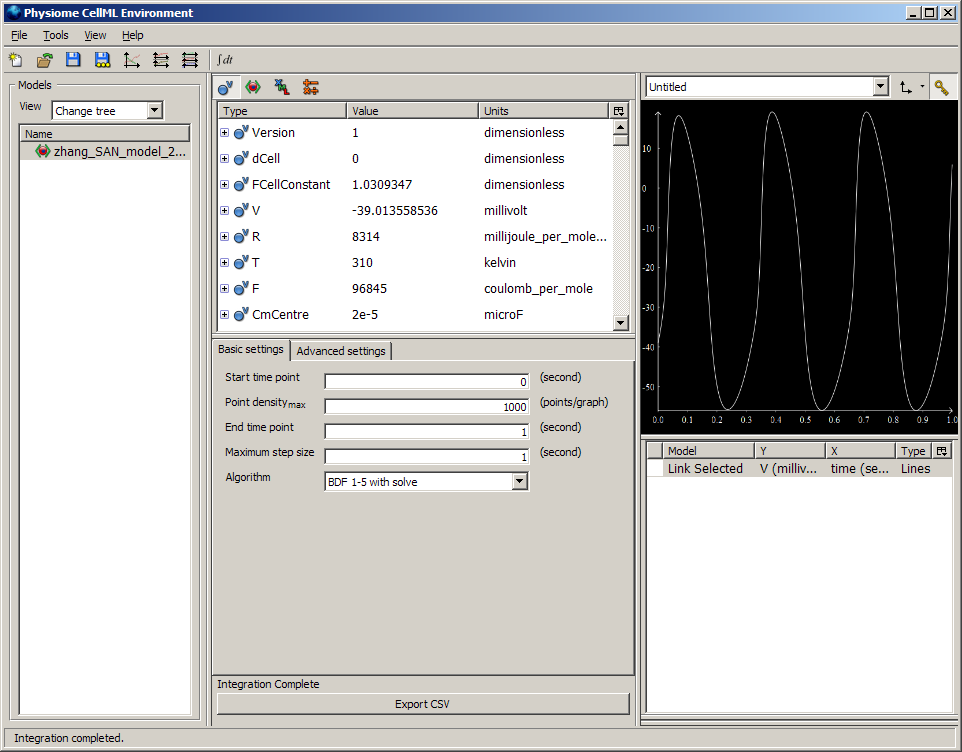 Physiome CellML Environment
File Tools View Help
∫dt
Models
View Change tree
Name
zhang_SAN_model_2...
Type Value Units
Version 1 dimensionless
dCell 0 dimensionless
FCellConstant 1.0309347 dimensionless
V -39.013558536 millivolt
R 8314 millijoule_per_mole...
T 310 kelvin
F 96845 coulomb_per_mole
CmCentre 2e-5 microF
Basic settings Advanced settings
Start time point 0 (second)
Point densitymax 1000 (points/graph)
End time point 1 (second)
Maximum step size 1 (second)
Algorithm BDF 1-5 with solve
Integration Complete
Export CSV
Untitled
10
0
-10
-20
-30
-40
-50
0.0 0.1 0.2 0.3 0.4 0.5 0.6 0.7 0.8 0.9 1.0
Model Y X Type
Link Selected V (milliv... time (se... Lines
Integration completed.